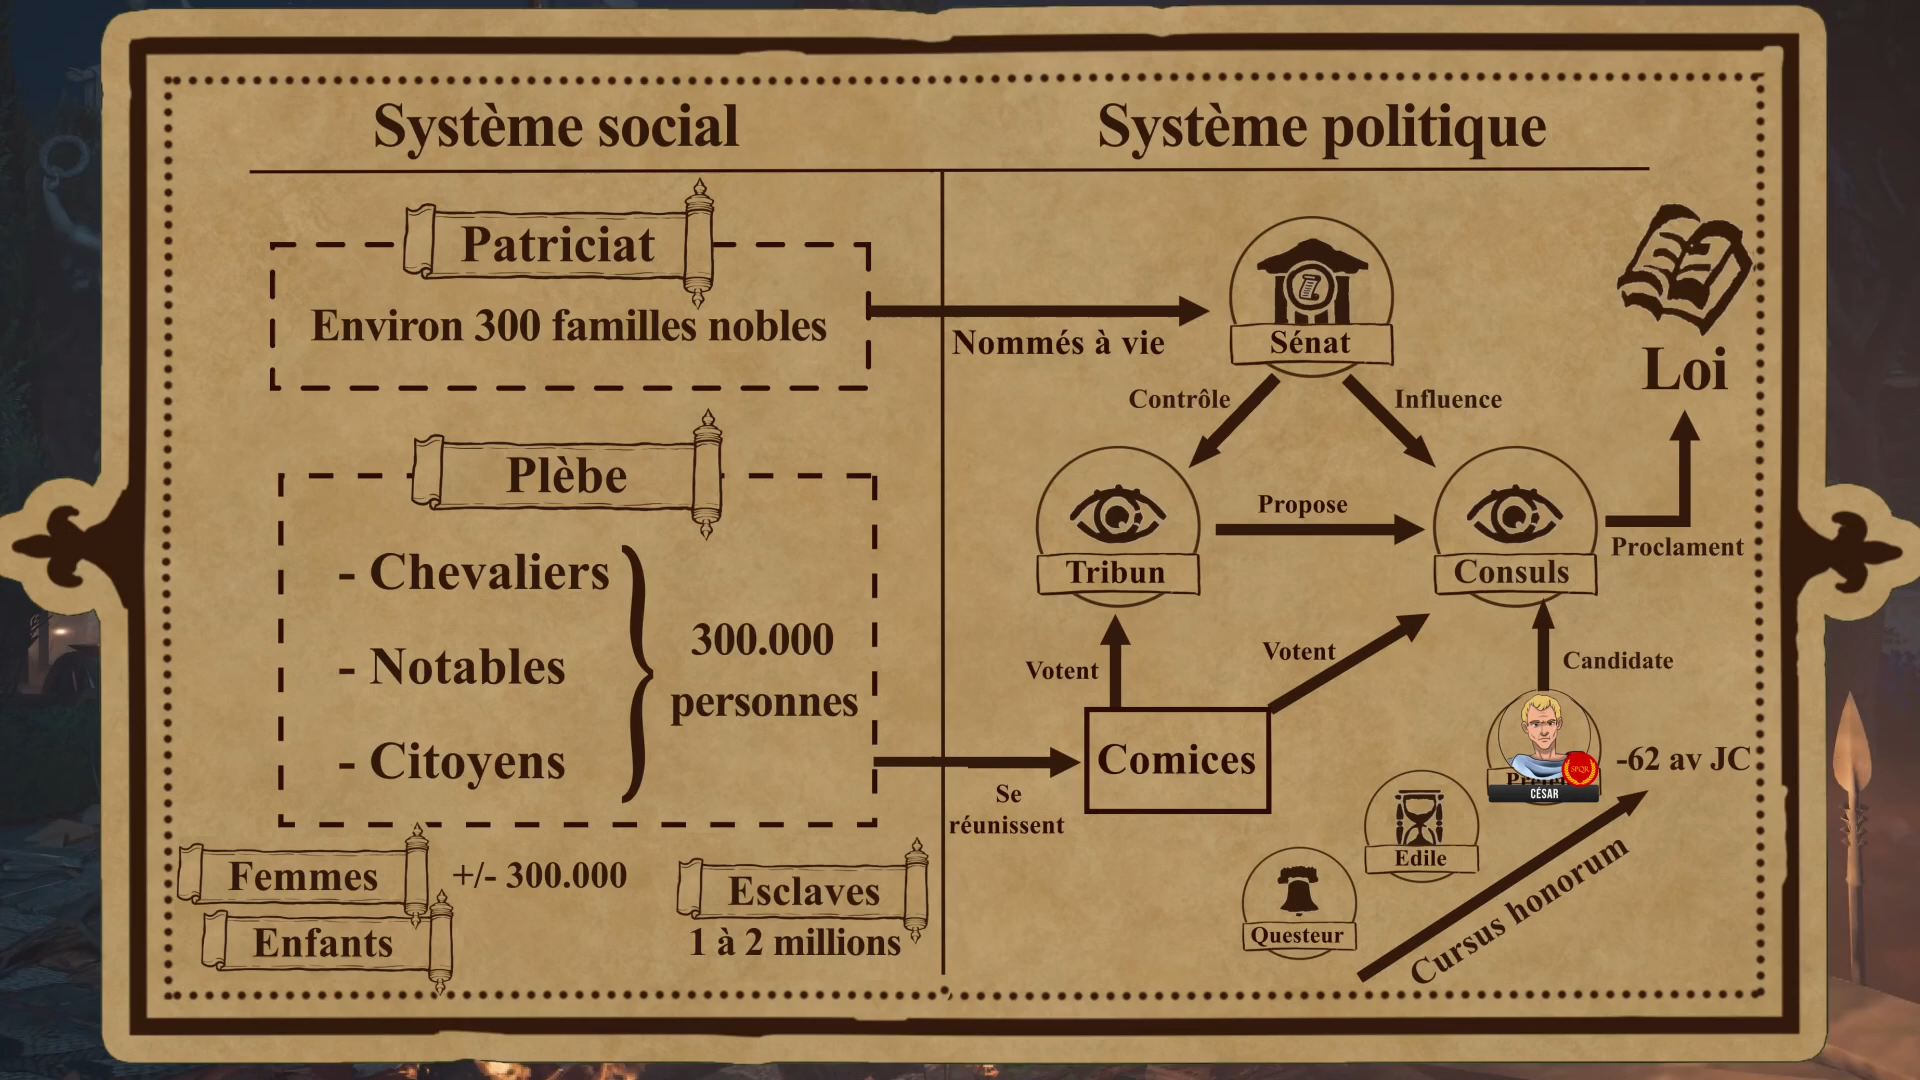 Système social
Système politique
Patriciat
Environ 300 familles nobles
Nommés à vie
Sénat
Loi
Contrôle
Influence
Plèbe
- Chevaliers
- Notables
- Citoyens
300.000
personnes
Propose
Tribun
Consuls
Proclament
Votent
Votent
Candidate
Comices
Se
réunissent
SPQR
CÉSAR
-62 av JC
Edile
Questeur
Cursus honorum
Femmes
+/- 300.000
Enfants
Esclaves
1 à 2 millions